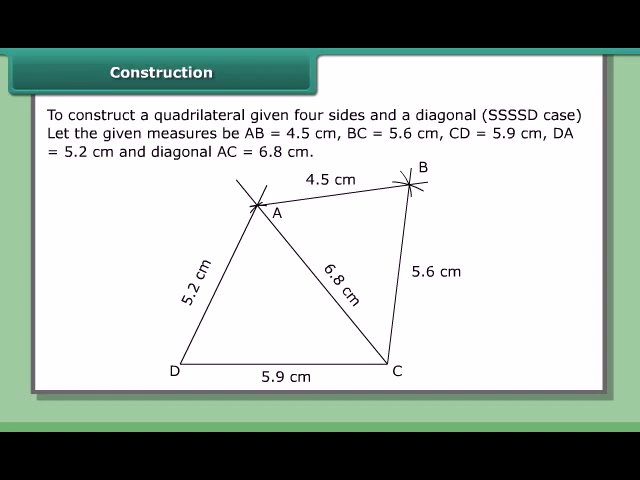 Construction
To construct a quadrilateral given four sides and a diagonal (SSSSD case)
Let the given measures be AB = 4.5 cm, BC = 5.6 cm, CD = 5.9 cm, DA
= 5.2 cm and diagonal AC = 6.8 cm.
B
4.5 cm
A
5.2 cm
6.8 cm
5.6 cm
D
C
5.9 cm